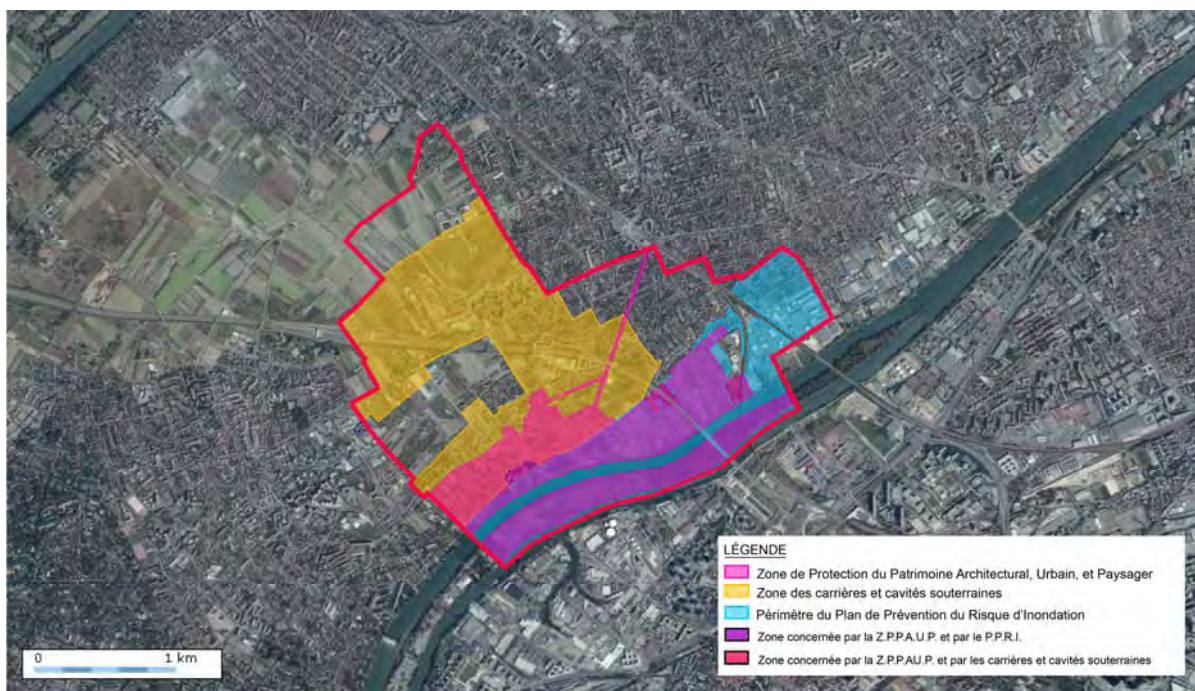 LÉGENDE
Zone de Protection du Patrimoine Architectural, Urbain, et Paysager
Zone des carrières et cavités souterraines
Périmètre du Plan de Prévention du Risque d'Inondation
Zone concernée par la Z.P.P.A.U.P. et par le P.P.R.I.
Zone concernée par la Z.P.P.AU.P. et par les carrières et cavités souterraines
0 1 km